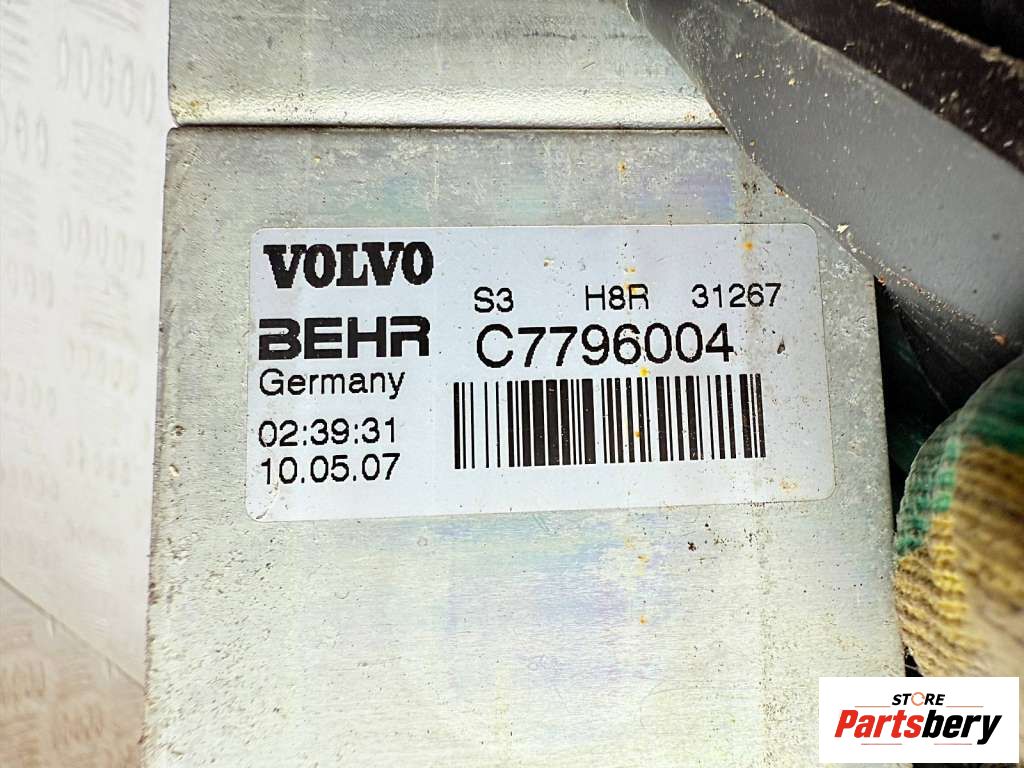 VOLVO
S3 H8R 31267
BEHR C7796004
Germany
02:39:31
10.05.07
STORE
Partsbery